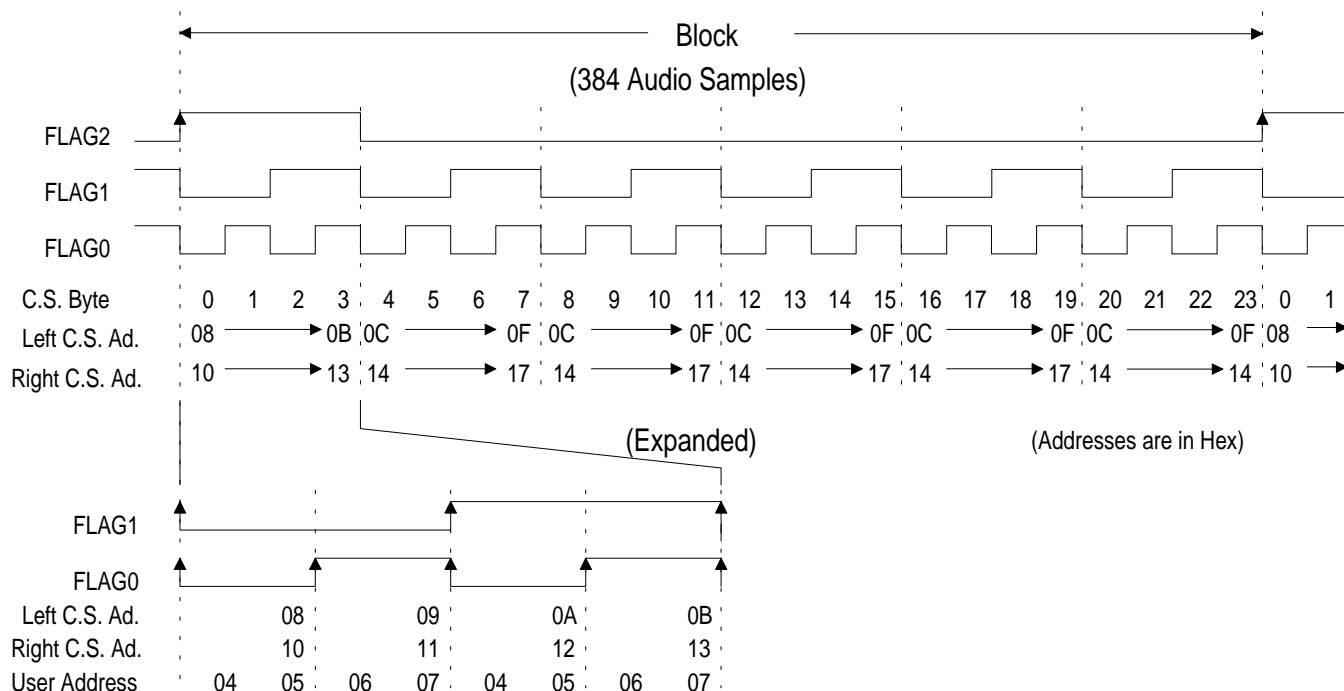 Block
(384 Audio Samples)
FLAG2
FLAG1
FLAG0
C.S. Byte 0 1 2 3 4 5 6 7 8 9 10 11 12 13 14 15 16 17 18 19 20 21 22 23 0 1
Left C.S. Ad. 08 0B 0C 0F 0C 0F 0C 0F 0C 0F 0C 0F 08
Right C.S. Ad. 10 13 14 17 14 17 14 17 14 17 14 14 10
(Expanded) (Addresses are in Hex)
FLAG1
FLAG0
Left C.S. Ad. 08 09 0A 0B
Right C.S. Ad. 10 11 12 13
User Address 04 05 06 07 04 05 06 07